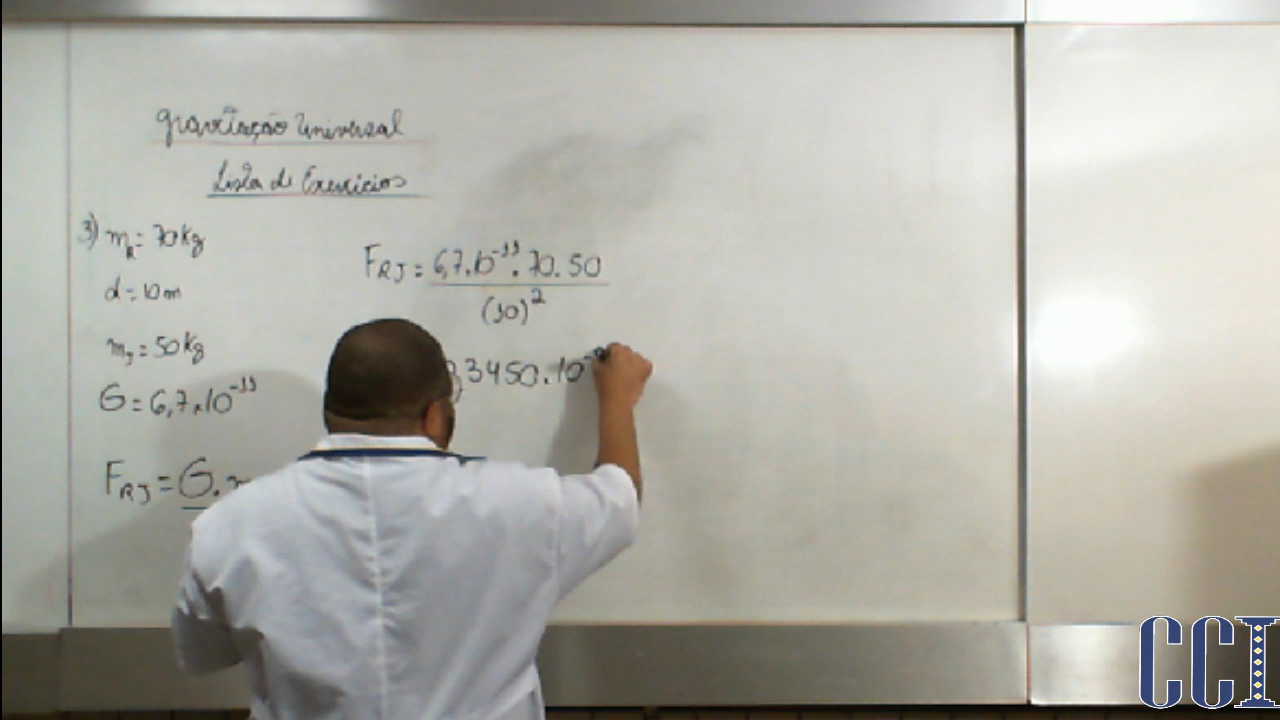 Gravitação Universal
Lista de Exercícios
3) mR = 70 kg
d = 10 m
mJ = 50 kg
G = 6,7.10⁻¹¹
FRJ = G.
FRJ = 6,7.10⁻¹¹.70.50
(10)²
3450.10
CCI